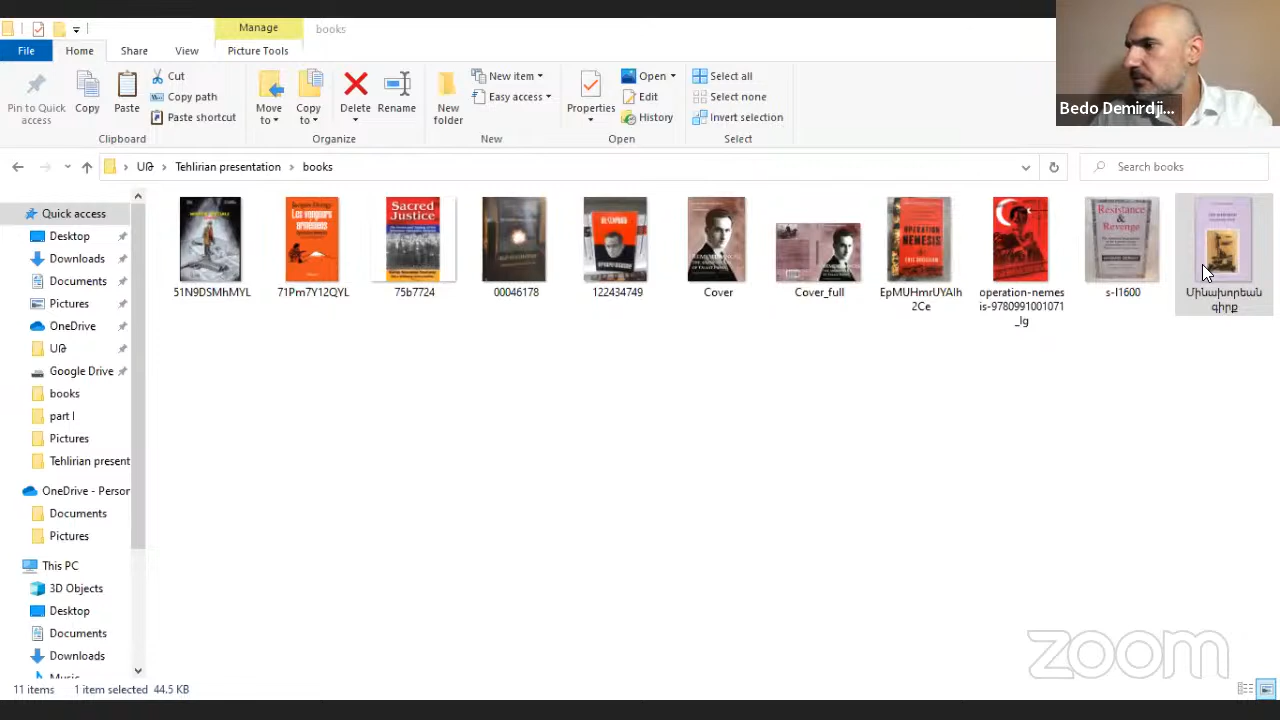 Manage
books
File
Home
Share
View
Picture Tools
Pin to Quick access
Copy
Paste
Cut
Copy path
Paste shortcut
Clipboard
Move to
Copy to
Delete
Rename
Organize
New folder
New item
Easy access
New
Properties
Open
Edit
History
Open
Select all
Select none
Invert selection
Select
Bedo Demirdji...
ՍԹ
Tehlirian presentation
books
Search books
Quick access
Desktop
Downloads
Documents
Pictures
OneDrive
ՍԹ
Google Drive
books
part I
Pictures
Tehlirian present
OneDrive - Person
Documents
Pictures
This PC
3D Objects
Desktop
Documents
Downloads
Music
Sacred
Justice
OPERATION
NEMESIS
Resistance
&
Revenge
51N9DSMhMYL
71Pm7Y12QYL
75b7724
00046178
122434749
Cover
Cover_full
EpMUHmrUYAIh
2Ce
operation-nemes
is-9780991001071
_lg
s-l1600
Մինախորեան
գիրք
zoom
11 items
1 item selected
44.5 KB